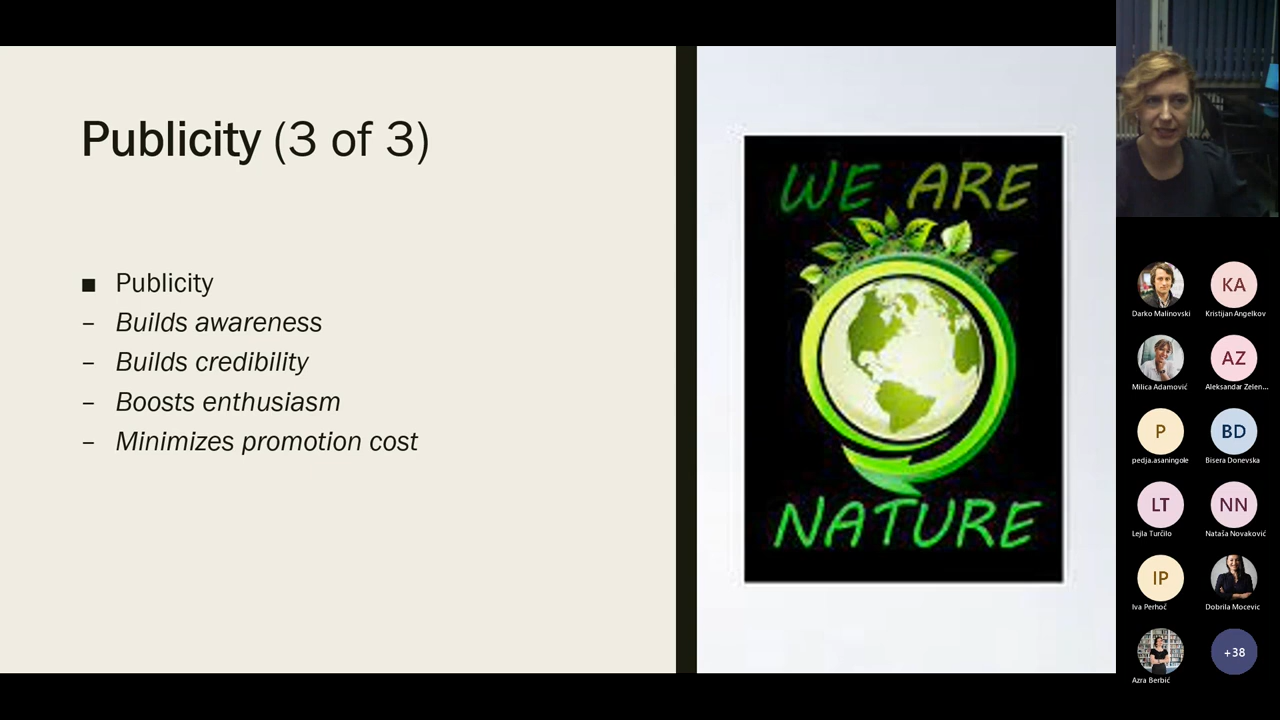 Publicity (3 of 3)
■ Publicity
– Builds awareness
– Builds credibility
– Boosts enthusiasm
– Minimizes promotion cost
WE ARE
NATURE
Darko Malinovski
KA
Kristijan Angelkov
Milica Adamović
AZ
Aleksandar Zelen...
P
pedja.asaningole
BD
Bisera Donevska
LT
Lejla Turčilo
NN
Nataša Novaković
IP
Iva Perhoč
Dobrila Mocevic
Azra Berbić
+38